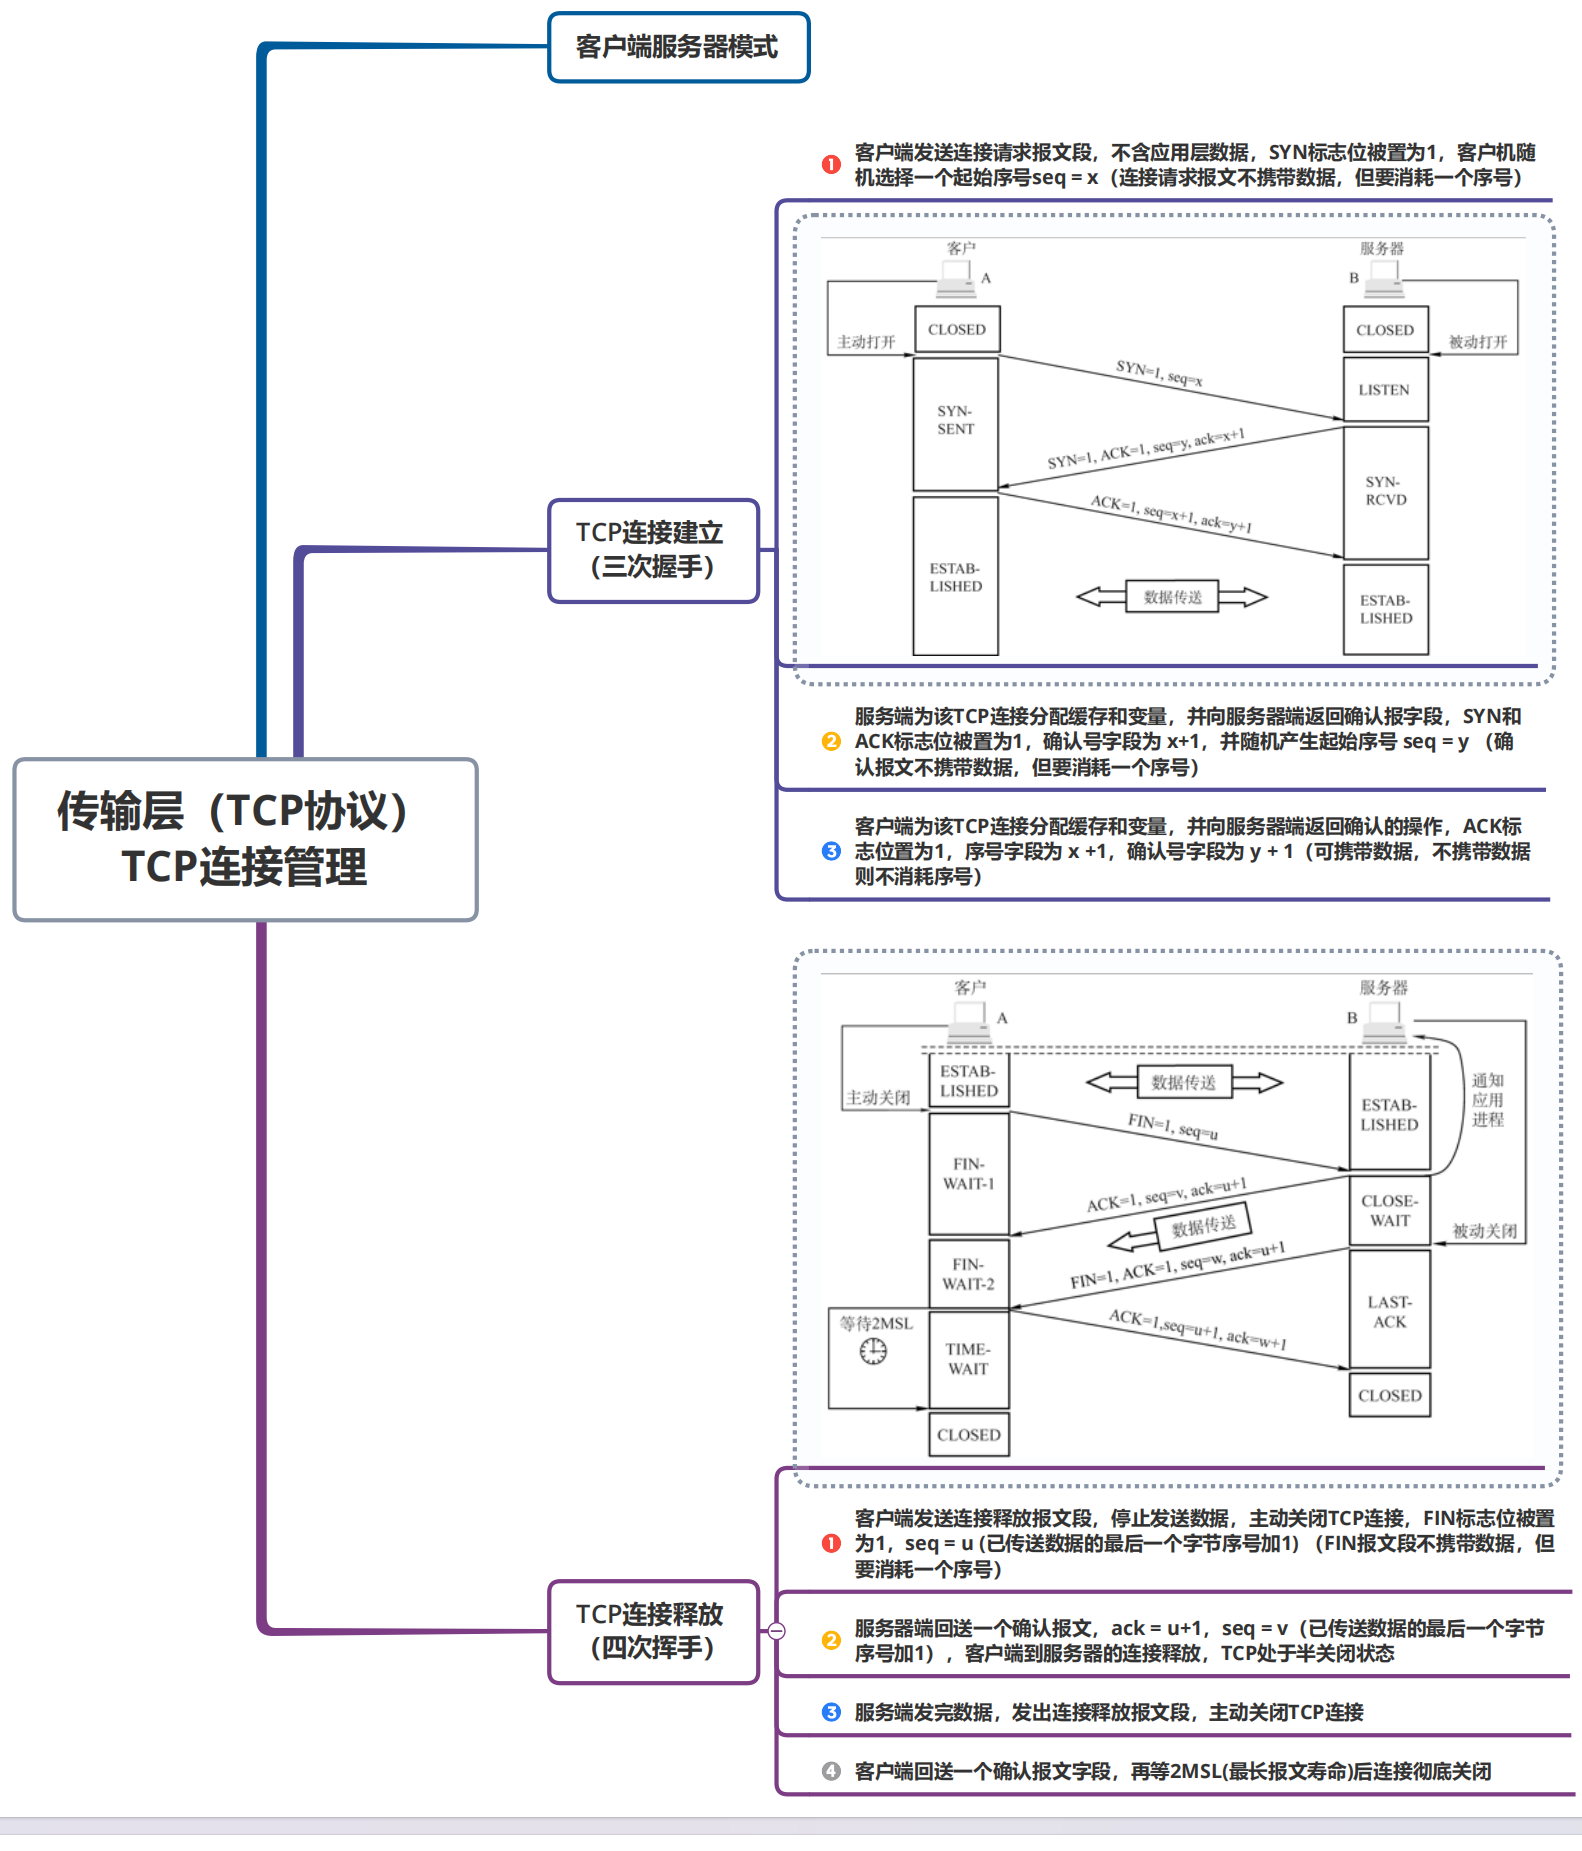 客户端服务器模式
❶ 客户端发送连接请求报文段，不含应用层数据，SYN标志位被置为1，客户机随
机选择一个起始序号seq = x（连接请求报文不携带数据，但要消耗一个序号）
客户
服务器
A
B
CLOSED
CLOSED
主动打开
被动打开
SYN=1, seq=x
LISTEN
SYN-
SENT
SYN=1, ACK=1, seq=y, ack=x+1
SYN-
RCVD
ACK=1, seq=x+1, ack=y+1
ESTAB-
LISHED
数据传送
ESTAB-
LISHED
TCP连接建立
（三次握手）
❷ 服务端为该TCP连接分配缓存和变量，并向服务器端返回确认报字段，SYN和
ACK标志位被置为1，确认号字段为 x+1，并随机产生起始序号 seq = y （确
认报文不携带数据，但要消耗一个序号）
❸ 客户端为该TCP连接分配缓存和变量，并向服务器端返回确认的操作，ACK标
志位置为1，序号字段为 x +1，确认号字段为 y + 1（可携带数据，不携带数据
则不消耗序号）
传输层（TCP协议）
TCP连接管理
客户
服务器
A
B
ESTAB-
LISHED
数据传送
主动关闭
ESTAB-
LISHED
通知
应用
进程
FIN=1, seq=u
FIN-
WAIT-1
ACK=1, seq=v, ack=u+1
CLOSE-
WAIT
数据传送
被动关闭
FIN-
WAIT-2
FIN=1, ACK=1, seq=w, ack=u+1
等待2MSL
LAST-
ACK
ACK=1,seq=u+1, ack=w+1
TIME-
WAIT
CLOSED
CLOSED
❶ 客户端发送连接释放报文段，停止发送数据，主动关闭TCP连接，FIN标志位被置
为1，seq = u (已传送数据的最后一个字节序号加1) （FIN报文段不携带数据，但
要消耗一个序号）
TCP连接释放
（四次挥手）
❷ 服务器端回送一个确认报文，ack = u+1，seq = v（已传送数据的最后一个字节
序号加1），客户端到服务器的连接释放，TCP处于半关闭状态
❸ 服务端发完数据，发出连接释放报文段，主动关闭TCP连接
❹ 客户端回送一个确认报文字段，再等2MSL(最长报文寿命)后连接彻底关闭